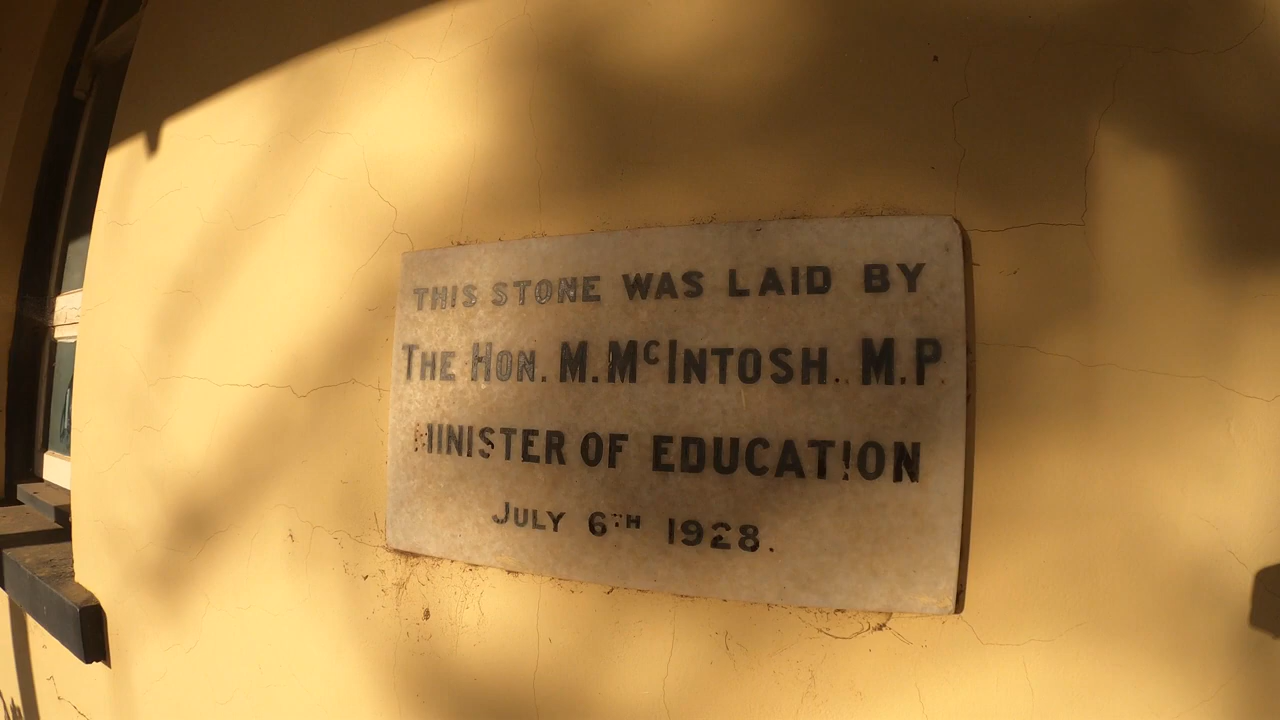 THIS STONE WAS LAID BY
THE HON. M. McINTOSH. M.P
MINISTER OF EDUCATION
JULY 6TH 1928.